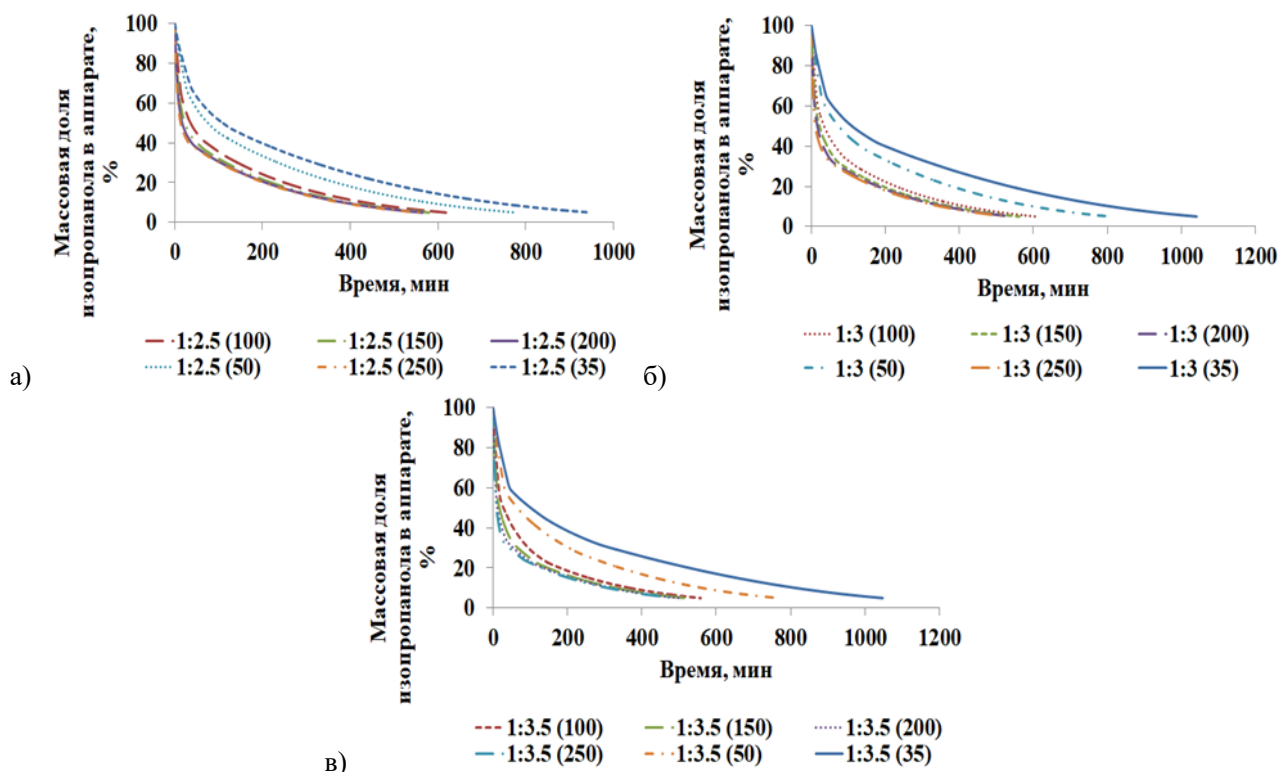 Массовая доля
изопропанола в аппарате,
%
100
80
60
40
20
0
0 200 400 600 800 1000
Время, мин
1:2.5 (100) 1:2.5 (150) 1:2.5 (200)
1:2.5 (50) 1:2.5 (250) 1:2.5 (35)
а)
Массовая доля
изопропанола в аппарате,
%
100
80
60
40
20
0
0 200 400 600 800 1000 1200
Время, мин
1:3 (100) 1:3 (150) 1:3 (200)
1:3 (50) 1:3 (250) 1:3 (35)
б)
Массовая доля
изопропанола в аппарате,
%
100
80
60
40
20
0
0 200 400 600 800 1000 1200
Время, мин
1:3.5 (100) 1:3.5 (150) 1:3.5 (200)
1:3.5 (250) 1:3.5 (50) 1:3.5 (35)
в)